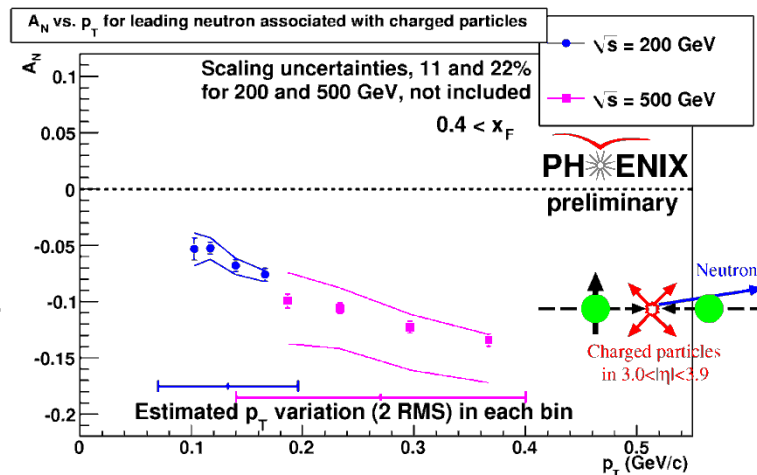 A_N vs. p_T for leading neutron associated with charged particles
√s = 200 GeV
√s = 500 GeV
A_N
Scaling uncertainties, 11 and 22%
for 200 and 500 GeV, not included
0.4 < x_F
PHENIX
preliminary
0.1
0.05
0
-0.05
-0.1
-0.15
-0.2
Neutron
Charged particles
in 3.0<|η|<3.9
Estimated p_T variation (2 RMS) in each bin
0 0.1 0.2 0.3 0.4 0.5
p_T (GeV/c)